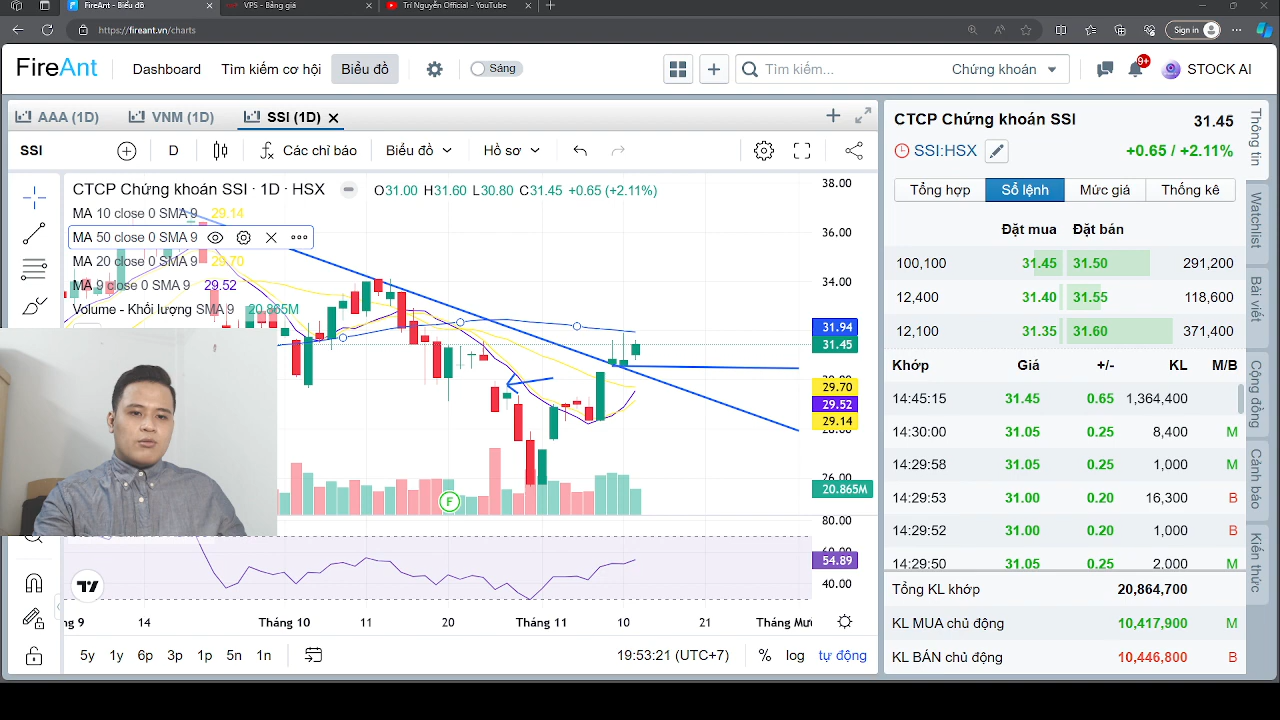 FireAnt - Biểu đồ
VPS - Bảng giá
Trí Nguyễn Official - YouTube
https://fireant.vn/charts
Sign in
FireAnt
Dashboard
Tìm kiếm cơ hội
Biểu đồ
Sáng
Tìm kiếm...
Chứng khoán
9+
STOCK AI
AAA (1D)
VNM (1D)
SSI (1D)
SSI
D
Các chỉ báo
Biểu đồ
Hồ sơ
CTCP Chứng khoán SSI · 1D · HSX
O31.00 H31.60 L30.80 C31.45 +0.65 (+2.11%)
MA 10 close 0 SMA 9 29.14
MA 50 close 0 SMA 9
MA 20 close 0 SMA 9 29.70
MA 9 close 0 SMA 9 29.52
Volume - Khối lượng SMA 9 20.865M
38.00
36.00
34.00
31.94
31.45
29.70
29.52
29.14
28.00
26.00
20.865M
F
80.00
60.00
54.89
40.00
ng 9
14
Tháng 10
11
20
Tháng 11
10
21
Tháng Mườ
5y 1y 6p 3p 1p 5n 1n
19:53:21 (UTC+7)
% log tự động
CTCP Chứng khoán SSI
31.45
SSI:HSX
+0.65 / +2.11%
Tổng hợp
Sổ lệnh
Mức giá
Thống kê
Đặt mua Đặt bán
100,100 31.45 31.50 291,200
12,400 31.40 31.55 118,600
12,100 31.35 31.60 371,400
Khớp Giá +/- KL M/B
14:45:15 31.45 0.65 1,364,400
14:30:00 31.05 0.25 8,400 M
14:29:58 31.05 0.25 1,000 M
14:29:53 31.00 0.20 16,300 B
14:29:52 31.00 0.20 1,000 B
14:29:50 31.05 0.25 2,000 M
Tổng KL khớp 20,864,700
KL MUA chủ động 10,417,900 M
KL BÁN chủ động 10,446,800 B
Thông tin
Watchlist
Bài viết
Cộng đồng
Cảnh báo
Kiến thức